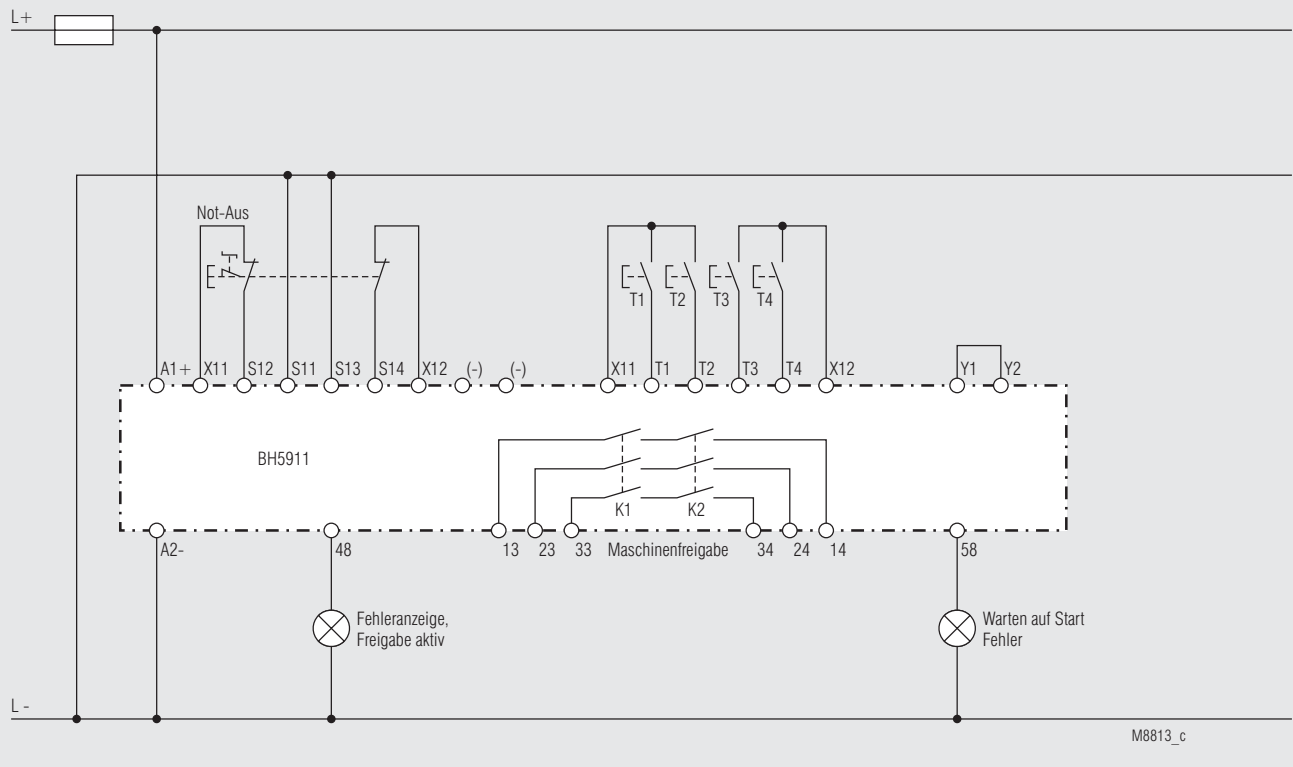 L+
Not-Aus
T1 T2 T3 T4
A1+ X11 S12 S11 S13 S14 X12 (-) (-) X11 T1 T2 T3 T4 X12 Y1 Y2
BH5911
K1 K2
A2- 48 13 23 33 Maschinenfreigabe 34 24 14 58
Fehleranzeige,
Freigabe aktiv
Warten auf Start
Fehler
L -
M8813_c